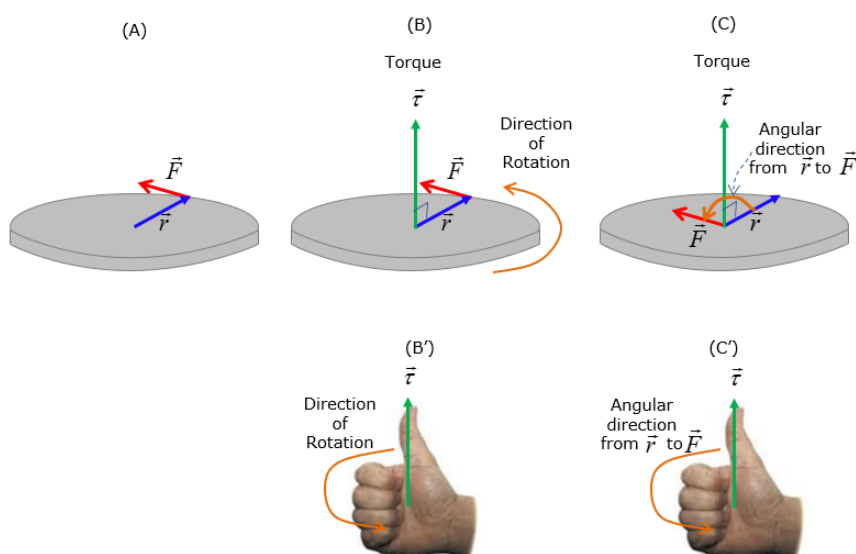 (A)
F⃗
r⃗
(B)
Torque
τ⃗
F⃗
r⃗
Direction
of
Rotation
(C)
Torque
τ⃗
Angular
direction
from r⃗ to F⃗
F⃗
r⃗
(B’)
τ⃗
Direction
of
Rotation
(C’)
τ⃗
Angular
direction
from r⃗ to F⃗